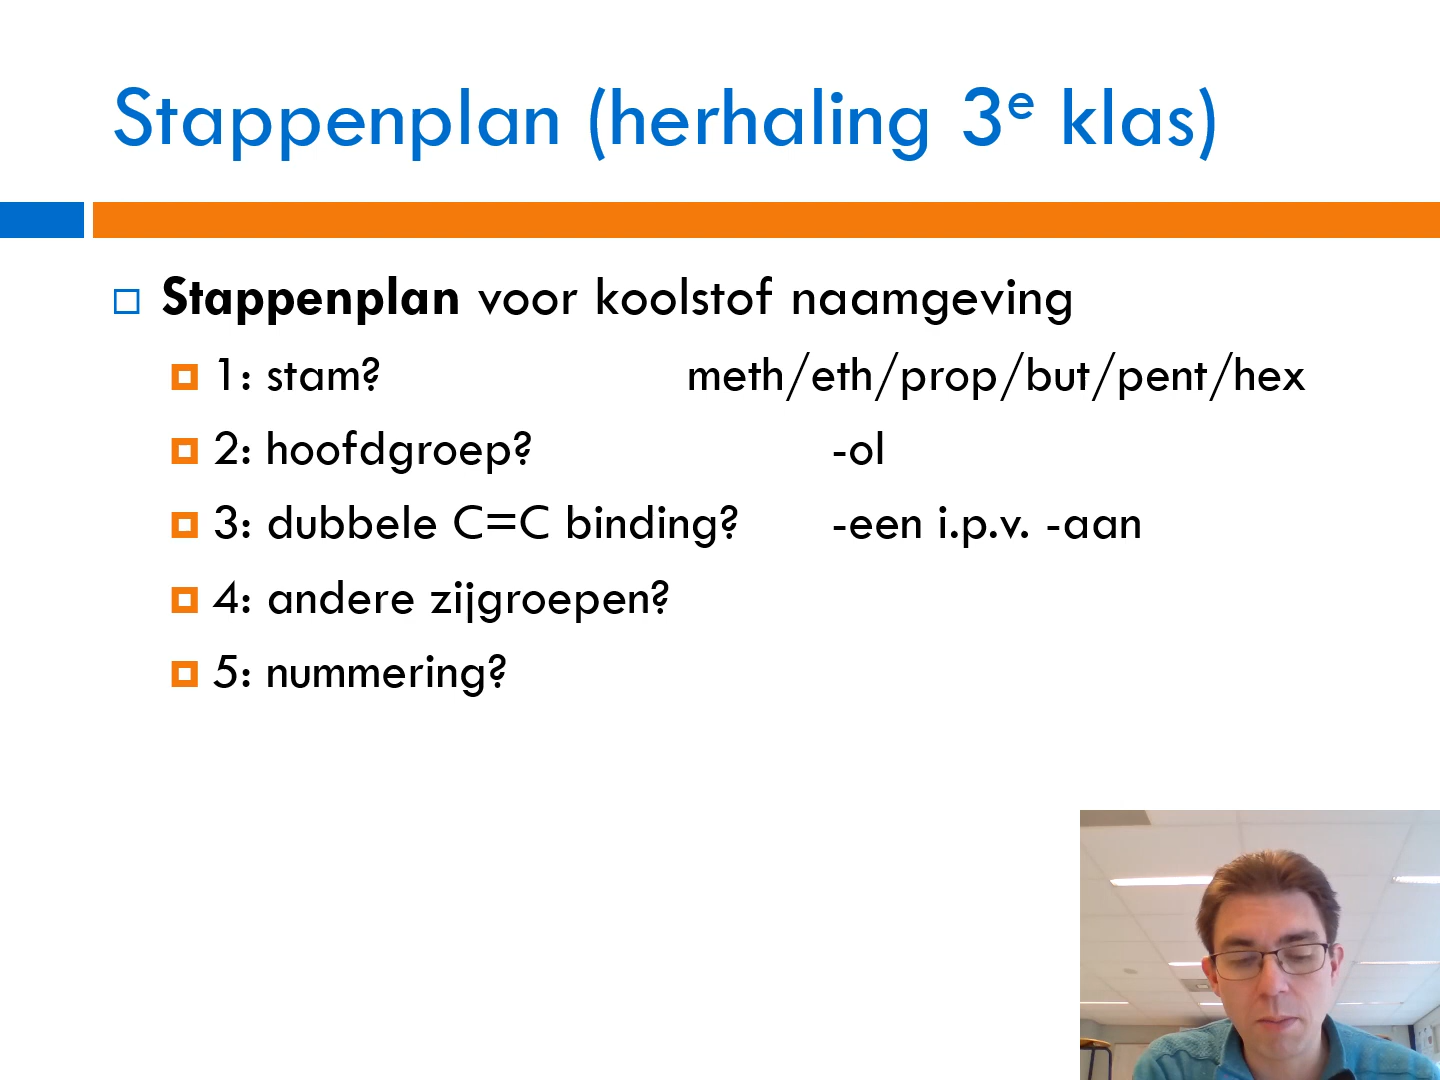 Stappenplan (herhaling 3e klas)
Stappenplan voor koolstof naamgeving
1: stam? meth/eth/prop/but/pent/hex
2: hoofdgroep? -ol
3: dubbele C=C binding? -een i.p.v. -aan
4: andere zijgroepen?
5: nummering?